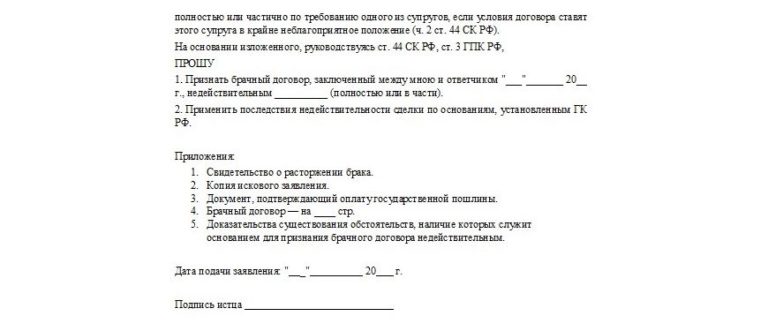 полностью или частично по требованию одного из супругов, если условия договора ставят
этого супруга в крайне неблагоприятное положение (ч. 2 ст. 44 СК РФ).
На основании изложенного, руководствуясь ст. 44 СК РФ, ст. 3 ГПК РФ,
ПРОШУ
1. Признать брачный договор, заключенный между мною и ответчиком "___"_______ 20__
г., недействительным __________ (полностью или в части).
2. Применить последствия недействительности сделки по основаниям, установленным ГК
РФ.
Приложения:
1. Свидетельство о расторжении брака.
2. Копия искового заявления.
3. Документ, подтверждающий оплату государственной пошлины.
4. Брачный договор — на ____ стр.
5. Доказательства существования обстоятельств, наличие которых служит
основанием для признания брачного договора недействительным.
Дата подачи заявления: "___"__________ 20___ г.
Подпись истца ____________________________